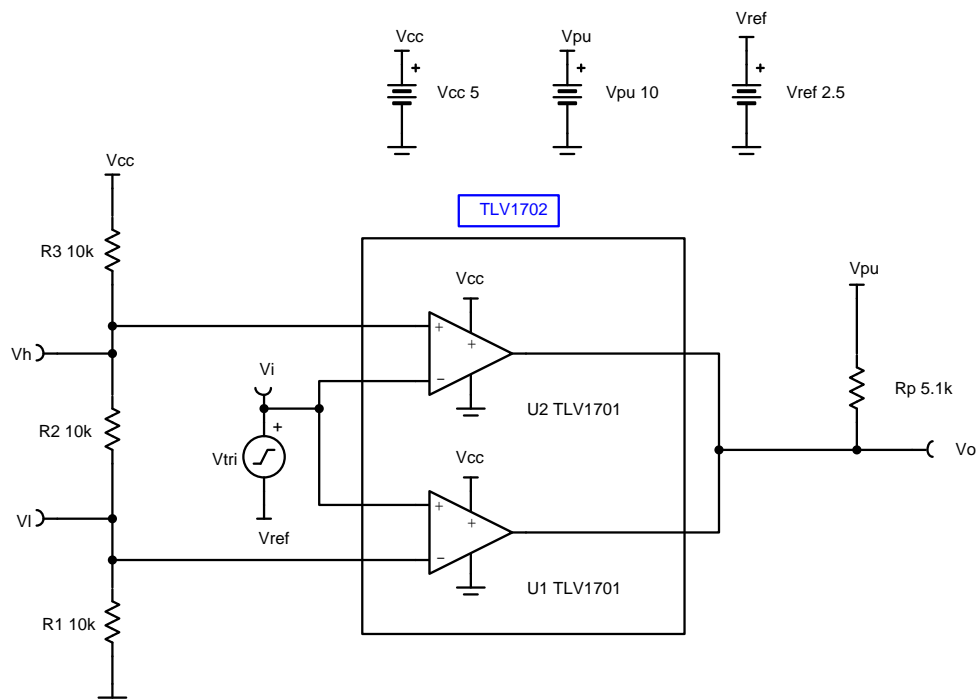 Vcc
Vpu
Vref
+
+
+
Vcc 5
Vpu 10
Vref 2.5
Vcc
TLV1702
R3 10k
Vcc
Vpu
+
+
−
Vh
Vi
Rp 5.1k
U2 TLV1701
R2 10k
+
Vtri
Vcc
Vo
+
+
−
Vl
Vref
U1 TLV1701
R1 10k